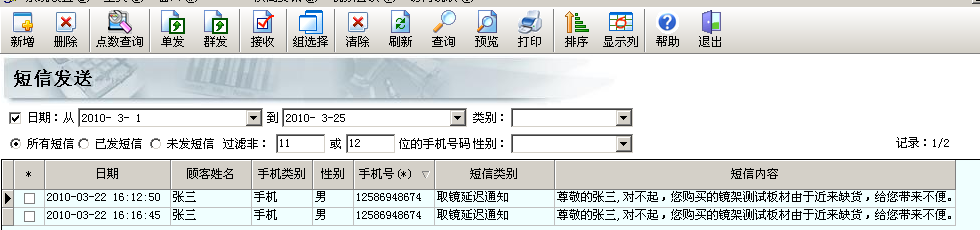 新增 删除 点数查询 单发 群发 接收 组选择 清除 刷新 查询 预览 打印 排序 显示列 帮助 退出
短信发送
日期: 从 2010- 3- 1 到 2010- 3-25 类别:
所有短信 已发短信 未发短信 过滤非: 11 或 12 位的手机号码 性别: 记录: 1/2
* 日期 顾客姓名 手机类别 性别 手机号(*) 短信类别 短信内容
2010-03-22 16:12:50 张三 手机 男 12586948674 取镜延迟通知 尊敬的张三,对不起，您购买的镜架测试板材由于近来缺货，给您带来不便。
2010-03-22 16:16:45 张三 手机 男 12586948674 取镜延迟通知 尊敬的张三,对不起，您购买的镜架测试板材由于近来缺货，给您带来不便。